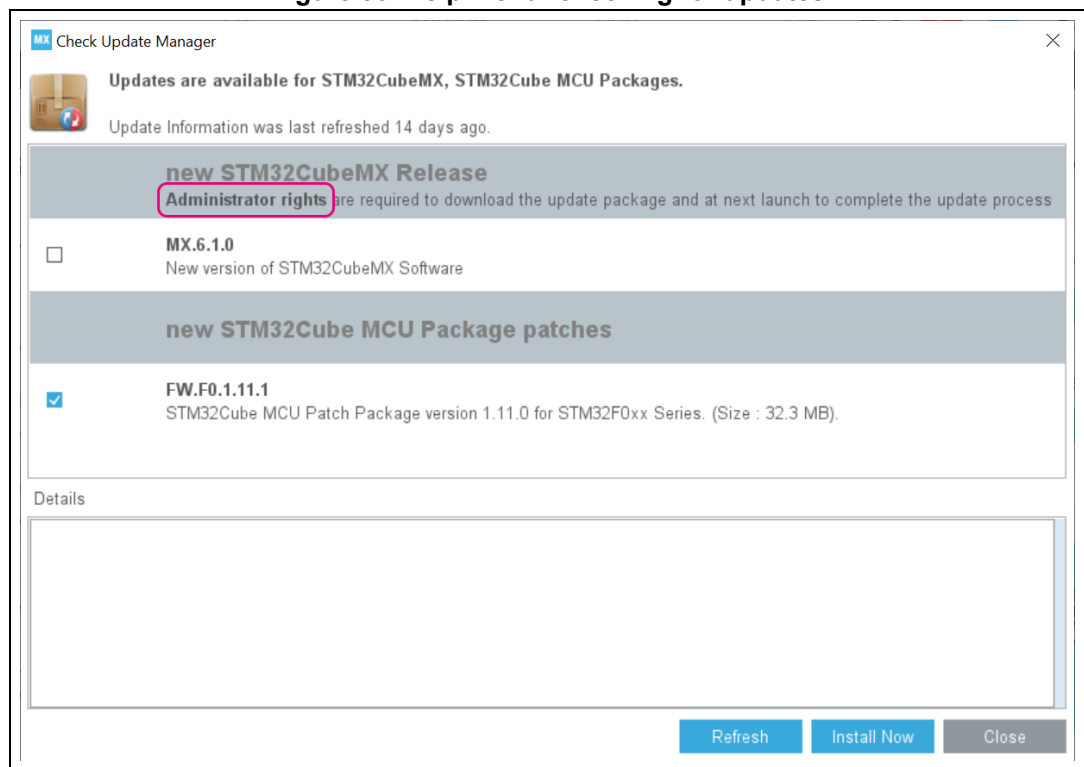 MX Check Update Manager
Updates are available for STM32CubeMX, STM32Cube MCU Packages.
Update Information was last refreshed 14 days ago.
new STM32CubeMX Release
Administrator rights are required to download the update package and at next launch to complete the update process
MX.6.1.0
New version of STM32CubeMX Software
new STM32Cube MCU Package patches
FW.F0.1.11.1
STM32Cube MCU Patch Package version 1.11.0 for STM32F0xx Series. (Size : 32.3 MB).
Details
Refresh
Install Now
Close